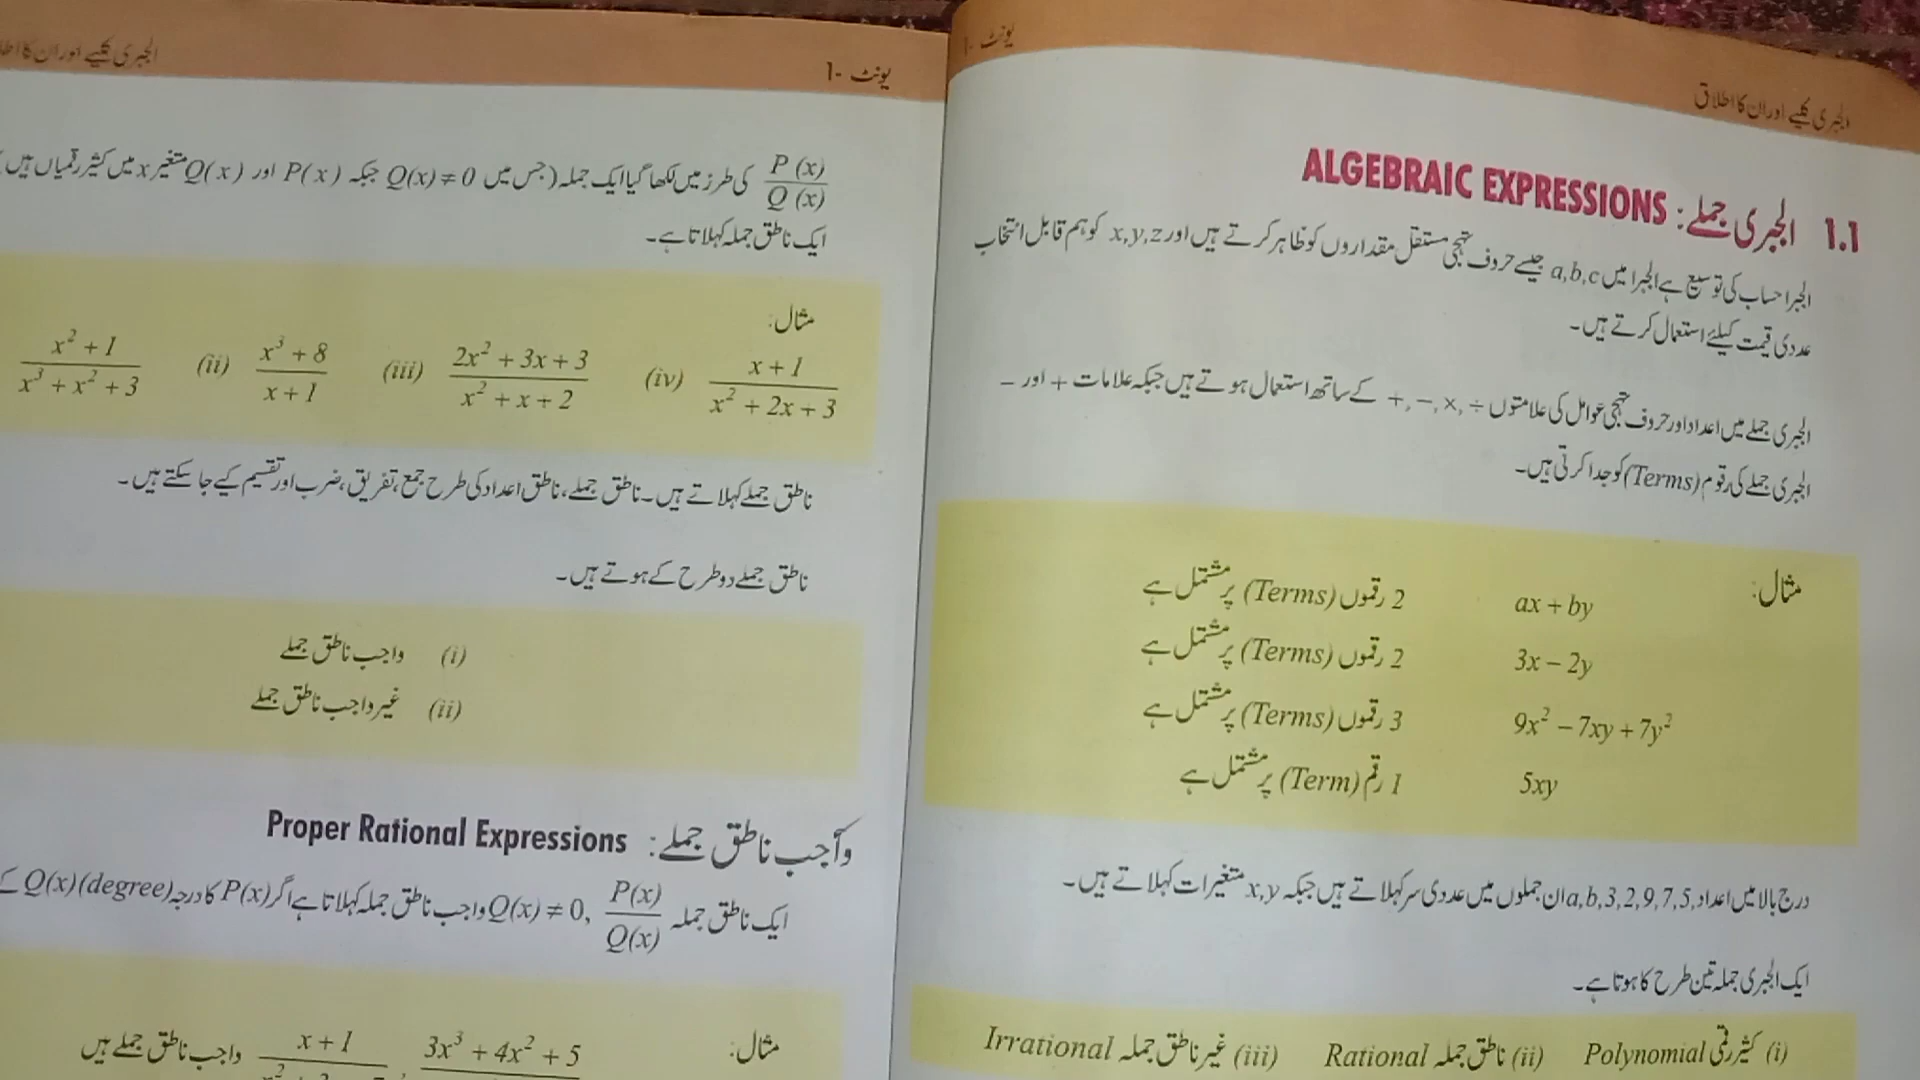 یونٹ -1
الجبری کلیے اور ان کا اطلاق
1.1 الجبری جملے : ALGEBRAIC EXPRESSIONS
الجبرا حساب کی توسیع ہے الجبرا میں a,b,c جیسے حروف تہجی مستقل مقداروں کو ظاہر کرتے ہیں اور x,y,z کو ہم قابل انتخاب
عددی قیمت کیلئے استعمال کرتے ہیں۔
الجبری جملے میں اعداد اور حروف تہجی عوامل کی علامتوں ÷ ,× ,− ,+ کے ساتھ استعمال ہوتے ہیں جبکہ علامات + اور −
الجبری جملے کی رقوم (Terms) کو جدا کرتی ہیں۔
مثال:
ax + by 2 رقموں (Terms) پر مشتمل ہے
3x − 2y 2 رقموں (Terms) پر مشتمل ہے
9x² − 7xy + 7y² 3 رقموں (Terms) پر مشتمل ہے
5xy 1 رقم (Term) پر مشتمل ہے
درج بالا میں اعداد a,b,3,2,9,7,5, ان جملوں میں عددی سر کہلاتے ہیں جبکہ x,y متغیرات کہلاتے ہیں۔
ایک الجبری جملہ تین طرح کا ہوتا ہے۔
(i) کثیر رقمی Polynomial (ii) ناطق جملہ Rational (iii) غیر ناطق جملہ Irrational
یونٹ -1
الجبری کلیے اور ان کا
P(x)/Q(x) کی طرز میں لکھا گیا ایک جملہ (جس میں Q(x) ≠ 0 جبکہ P(x) اور Q(x) متغیر x میں کثیر رقمیاں ہیں
ایک ناطق جملہ کہلاتا ہے۔
مثال:
x² + 1 / x³ + x² + 3 (ii) x³ + 8 / x + 1 (iii) 2x² + 3x + 3 / x² + x + 2 (iv) x + 1 / x² + 2x + 3
ناطق جملے کہلاتے ہیں۔ ناطق جملے، ناطق اعداد کی طرح جمع، تفریق، ضرب اور تقسیم کیے جا سکتے ہیں۔
ناطق جملے دو طرح کے ہوتے ہیں۔
(i) واجب ناطق جملے
(ii) غیر واجب ناطق جملے
واجب ناطق جملے : Proper Rational Expressions
ایک ناطق جملہ P(x)/Q(x) ,Q(x) ≠ 0 واجب ناطق جملہ کہلاتا ہے اگر P(x) کا درجہ (degree) Q(x) کے
مثال:
3x³ + 4x² + 5 , x + 1 واجب ناطق جملے ہیں